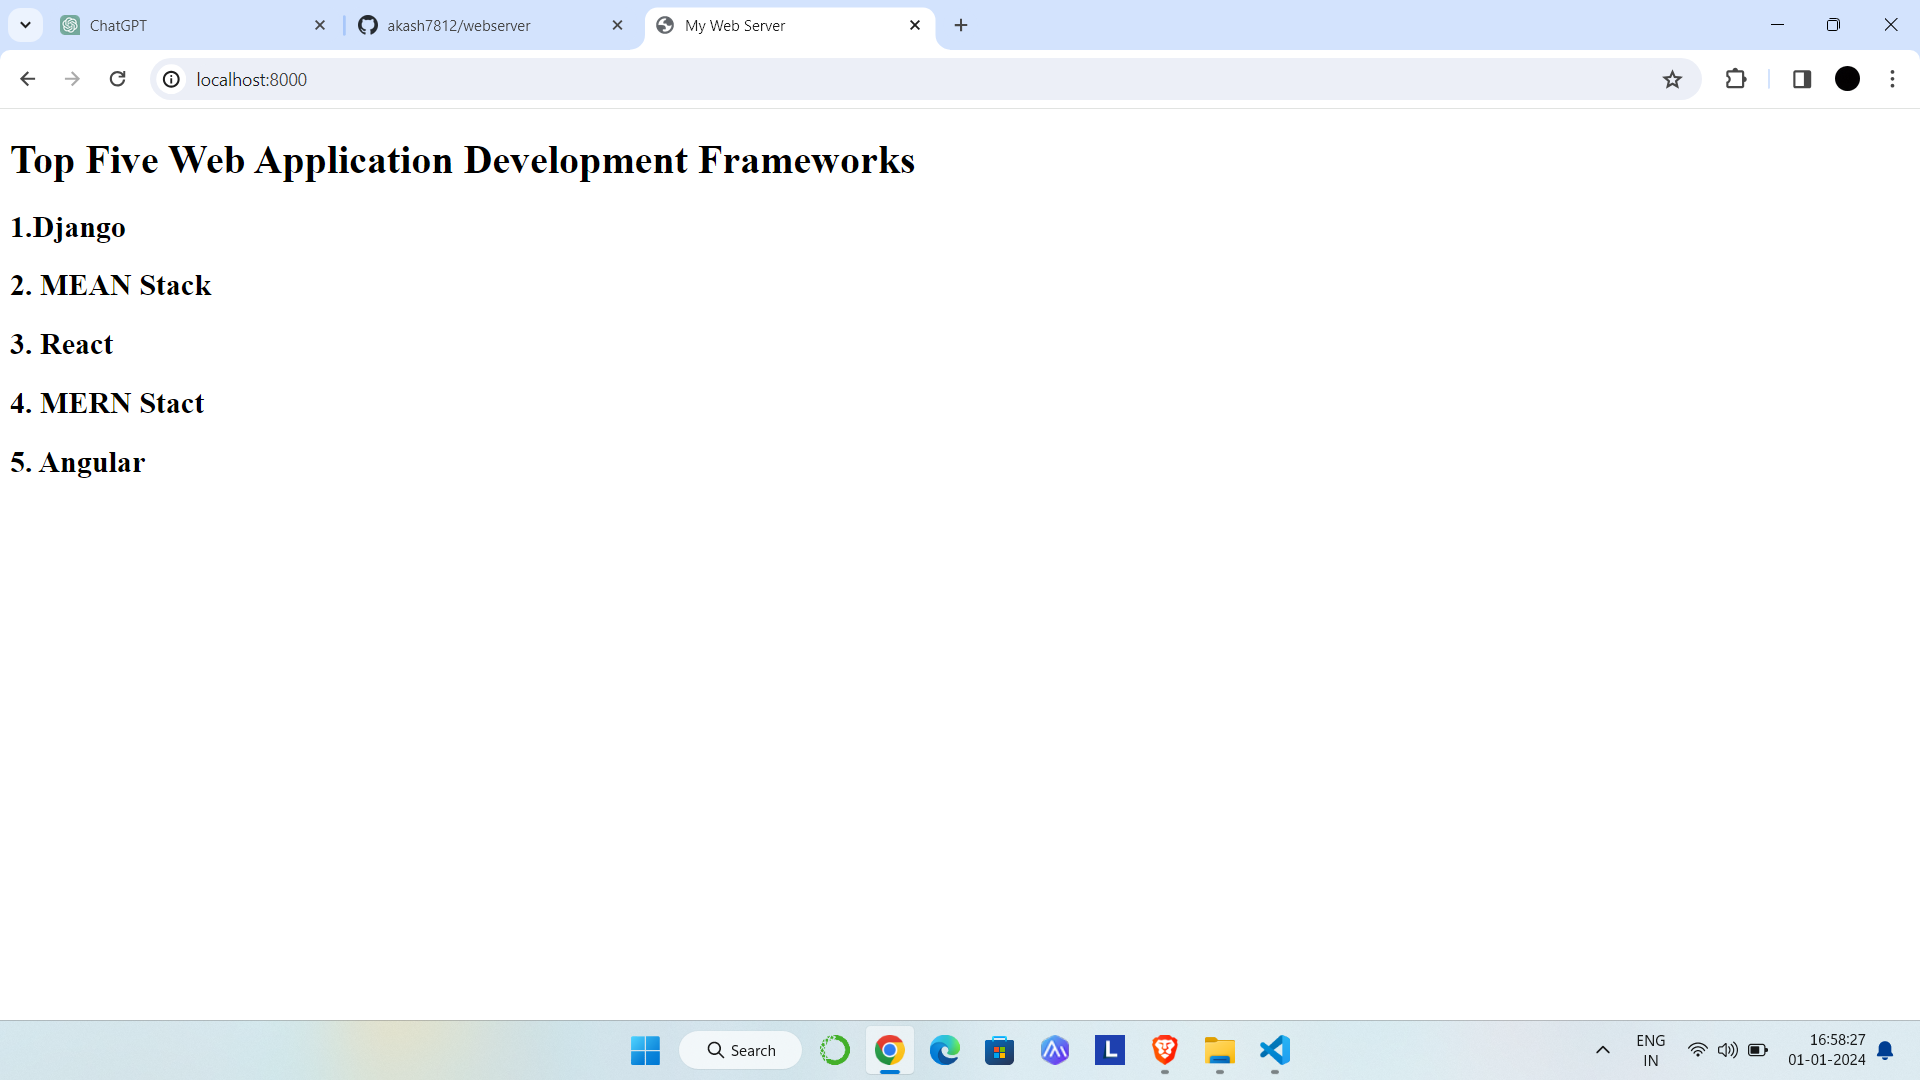 ChatGPT
akash7812/webserver
My Web Server
localhost:8000
Top Five Web Application Development Frameworks
1.Django
2. MEAN Stack
3. React
4. MERN Stact
5. Angular
Search
L
ENG
IN
16:58:27
01-01-2024